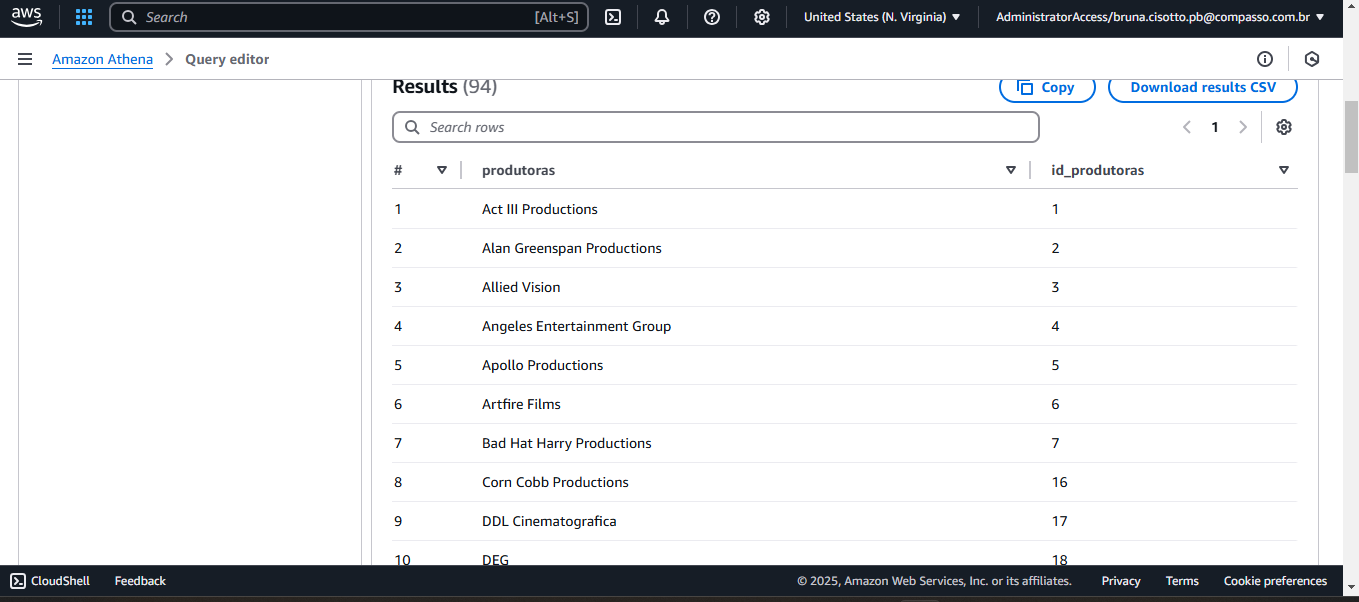 aws Search [Alt+S] United States (N. Virginia) AdministratorAccess/bruna.cisotto.pb@compasso.com.br
Amazon Athena Query editor
Results (94) Copy Download results CSV
Search rows 1
# produtoras id_produtoras
1 Act III Productions 1
2 Alan Greenspan Productions 2
3 Allied Vision 3
4 Angeles Entertainment Group 4
5 Apollo Productions 5
6 Artfire Films 6
7 Bad Hat Harry Productions 7
8 Corn Cobb Productions 16
9 DDL Cinematografica 17
10 DEG 18
CloudShell Feedback © 2025, Amazon Web Services, Inc. or its affiliates. Privacy Terms Cookie preferences